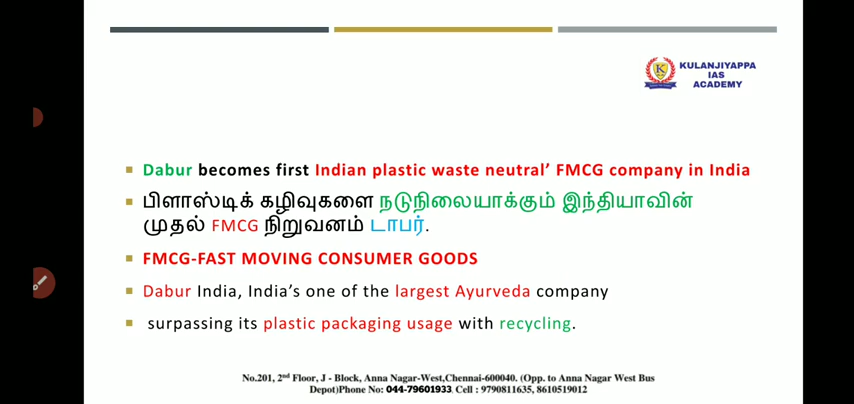 KULANJIYAPPA
IAS
ACADEMY
Dabur becomes first Indian plastic waste neutral’ FMCG company in India
பிளாஸ்டிக் கழிவுகளை நடுநிலையாக்கும் இந்தியாவின்
முதல் FMCG நிறுவனம் டாபர்.
FMCG-FAST MOVING CONSUMER GOODS
Dabur India, India’s one of the largest Ayurveda company
surpassing its plastic packaging usage with recycling.
No.201, 2nd Floor, J - Block, Anna Nagar-West,Chennai-600040. (Opp. to Anna Nagar West Bus
Depot)Phone No: 044-79601933. Cell : 9790811635, 8610519012